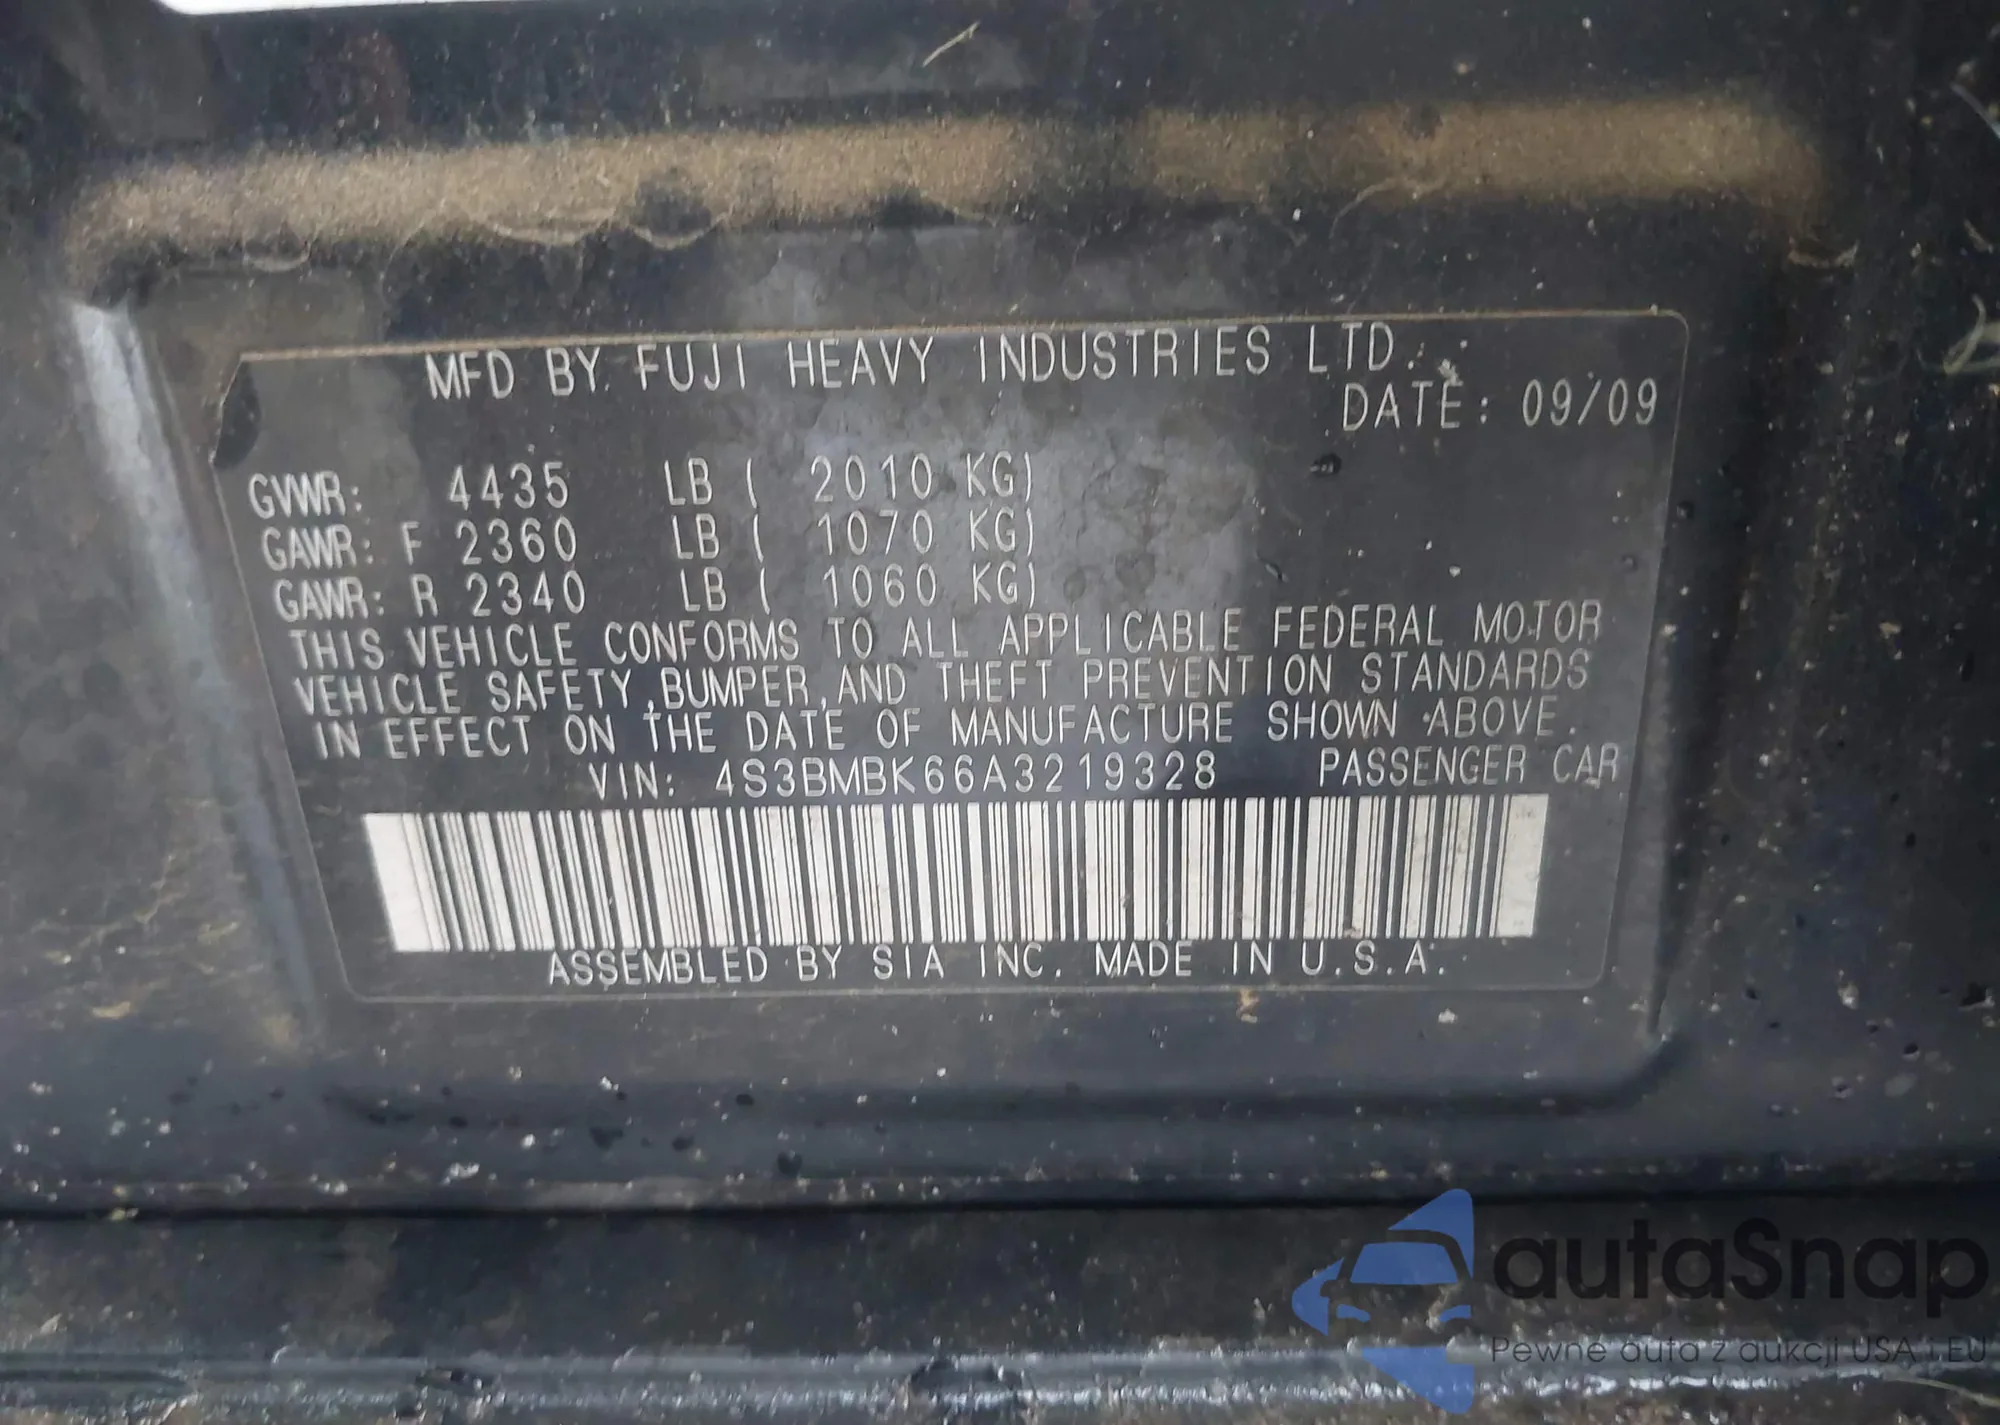 MFD BY FUJI HEAVY INDUSTRIES LTD.
DATE: 09/09
GVWR: 4435 LB ( 2010 KG)
GAWR: F 2360 LB ( 1070 KG)
GAWR: R 2340 LB ( 1060 KG)
THIS VEHICLE CONFORMS TO ALL APPLICABLE FEDERAL MOTOR
VEHICLE SAFETY,BUMPER,AND THEFT PREVENTION STANDARDS
IN EFFECT ON THE DATE OF MANUFACTURE SHOWN ABOVE.
VIN: 4S3BMBK66A3219328 PASSENGER CAR
ASSEMBLED BY SIA INC. MADE IN U.S.A.
autaSnap
Pewne auta z aukcji USA i EU